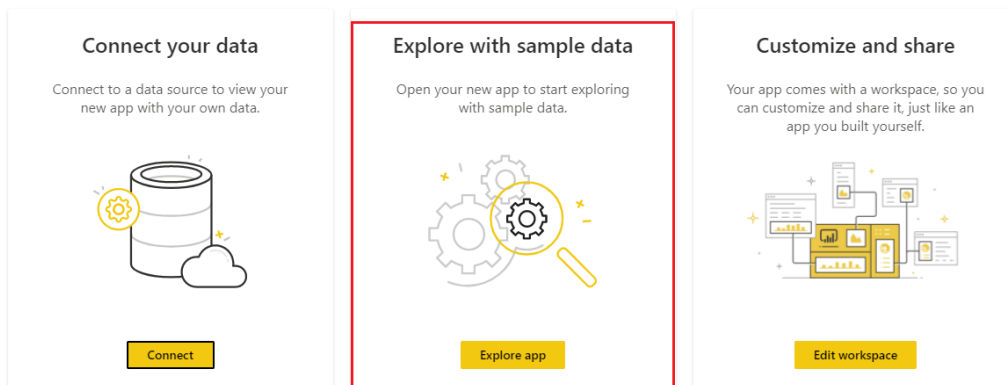 Connect your data
Connect to a data source to view your
new app with your own data.
Connect
Explore with sample data
Open your new app to start exploring
with sample data.
Explore app
Customize and share
Your app comes with a workspace, so you
can customize and share it, just like an
app you built yourself.
Edit workspace